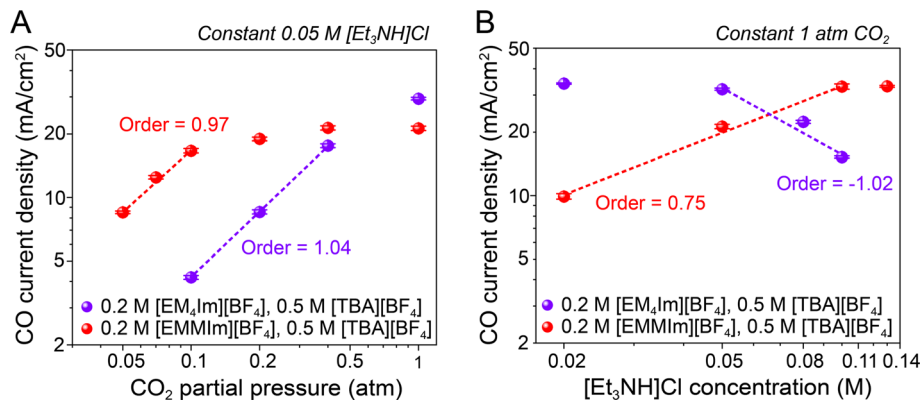 A
Constant 0.05 M [Et₃NH]Cl
CO current density (mA/cm²)
50
20
10
5
2
Order = 0.97
Order = 1.04
0.2 M [EM₄Im][BF₄], 0.5 M [TBA][BF₄]
0.2 M [EMMIm][BF₄], 0.5 M [TBA][BF₄]
0.05
0.1
0.2
0.5
1
CO₂ partial pressure (atm)
B
Constant 1 atm CO₂
CO current density (mA/cm²)
50
20
10
5
2
Order = 0.75
Order = -1.02
0.2 M [EM₄Im][BF₄], 0.5 M [TBA][BF₄]
0.2 M [EMMIm][BF₄], 0.5 M [TBA][BF₄]
0.02
0.05
0.08
0.11
0.14
[Et₃NH]Cl concentration (M)